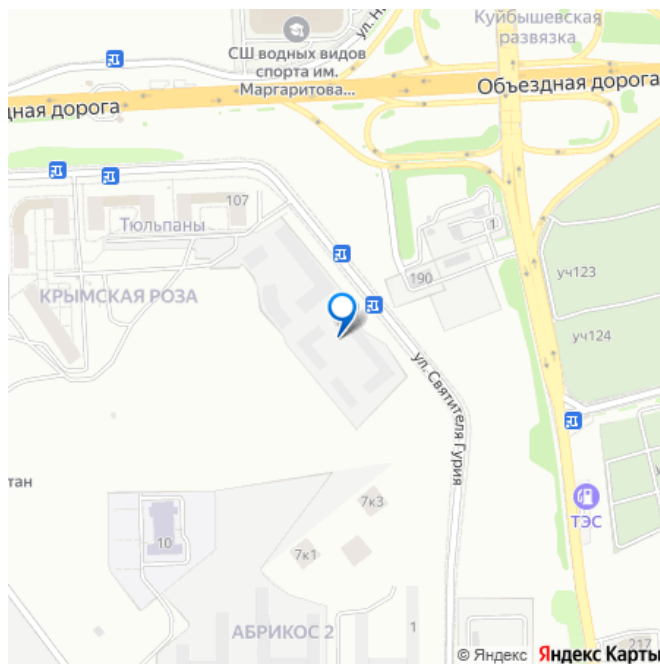 Куйбышевская
развязка
ул. Н
СШ водных видов
спорта им.
Маргаритова...
Объездная дорога
дная дорога
107
Тюльпаны
1
190
уч123
КРЫМСКАЯ РОЗА
уч124
ул. Святителя Гурия
тан
7к3
ТЭС
10
7к1
АБРИКОС 2
1
217
© Яндекс Яндекс Карты